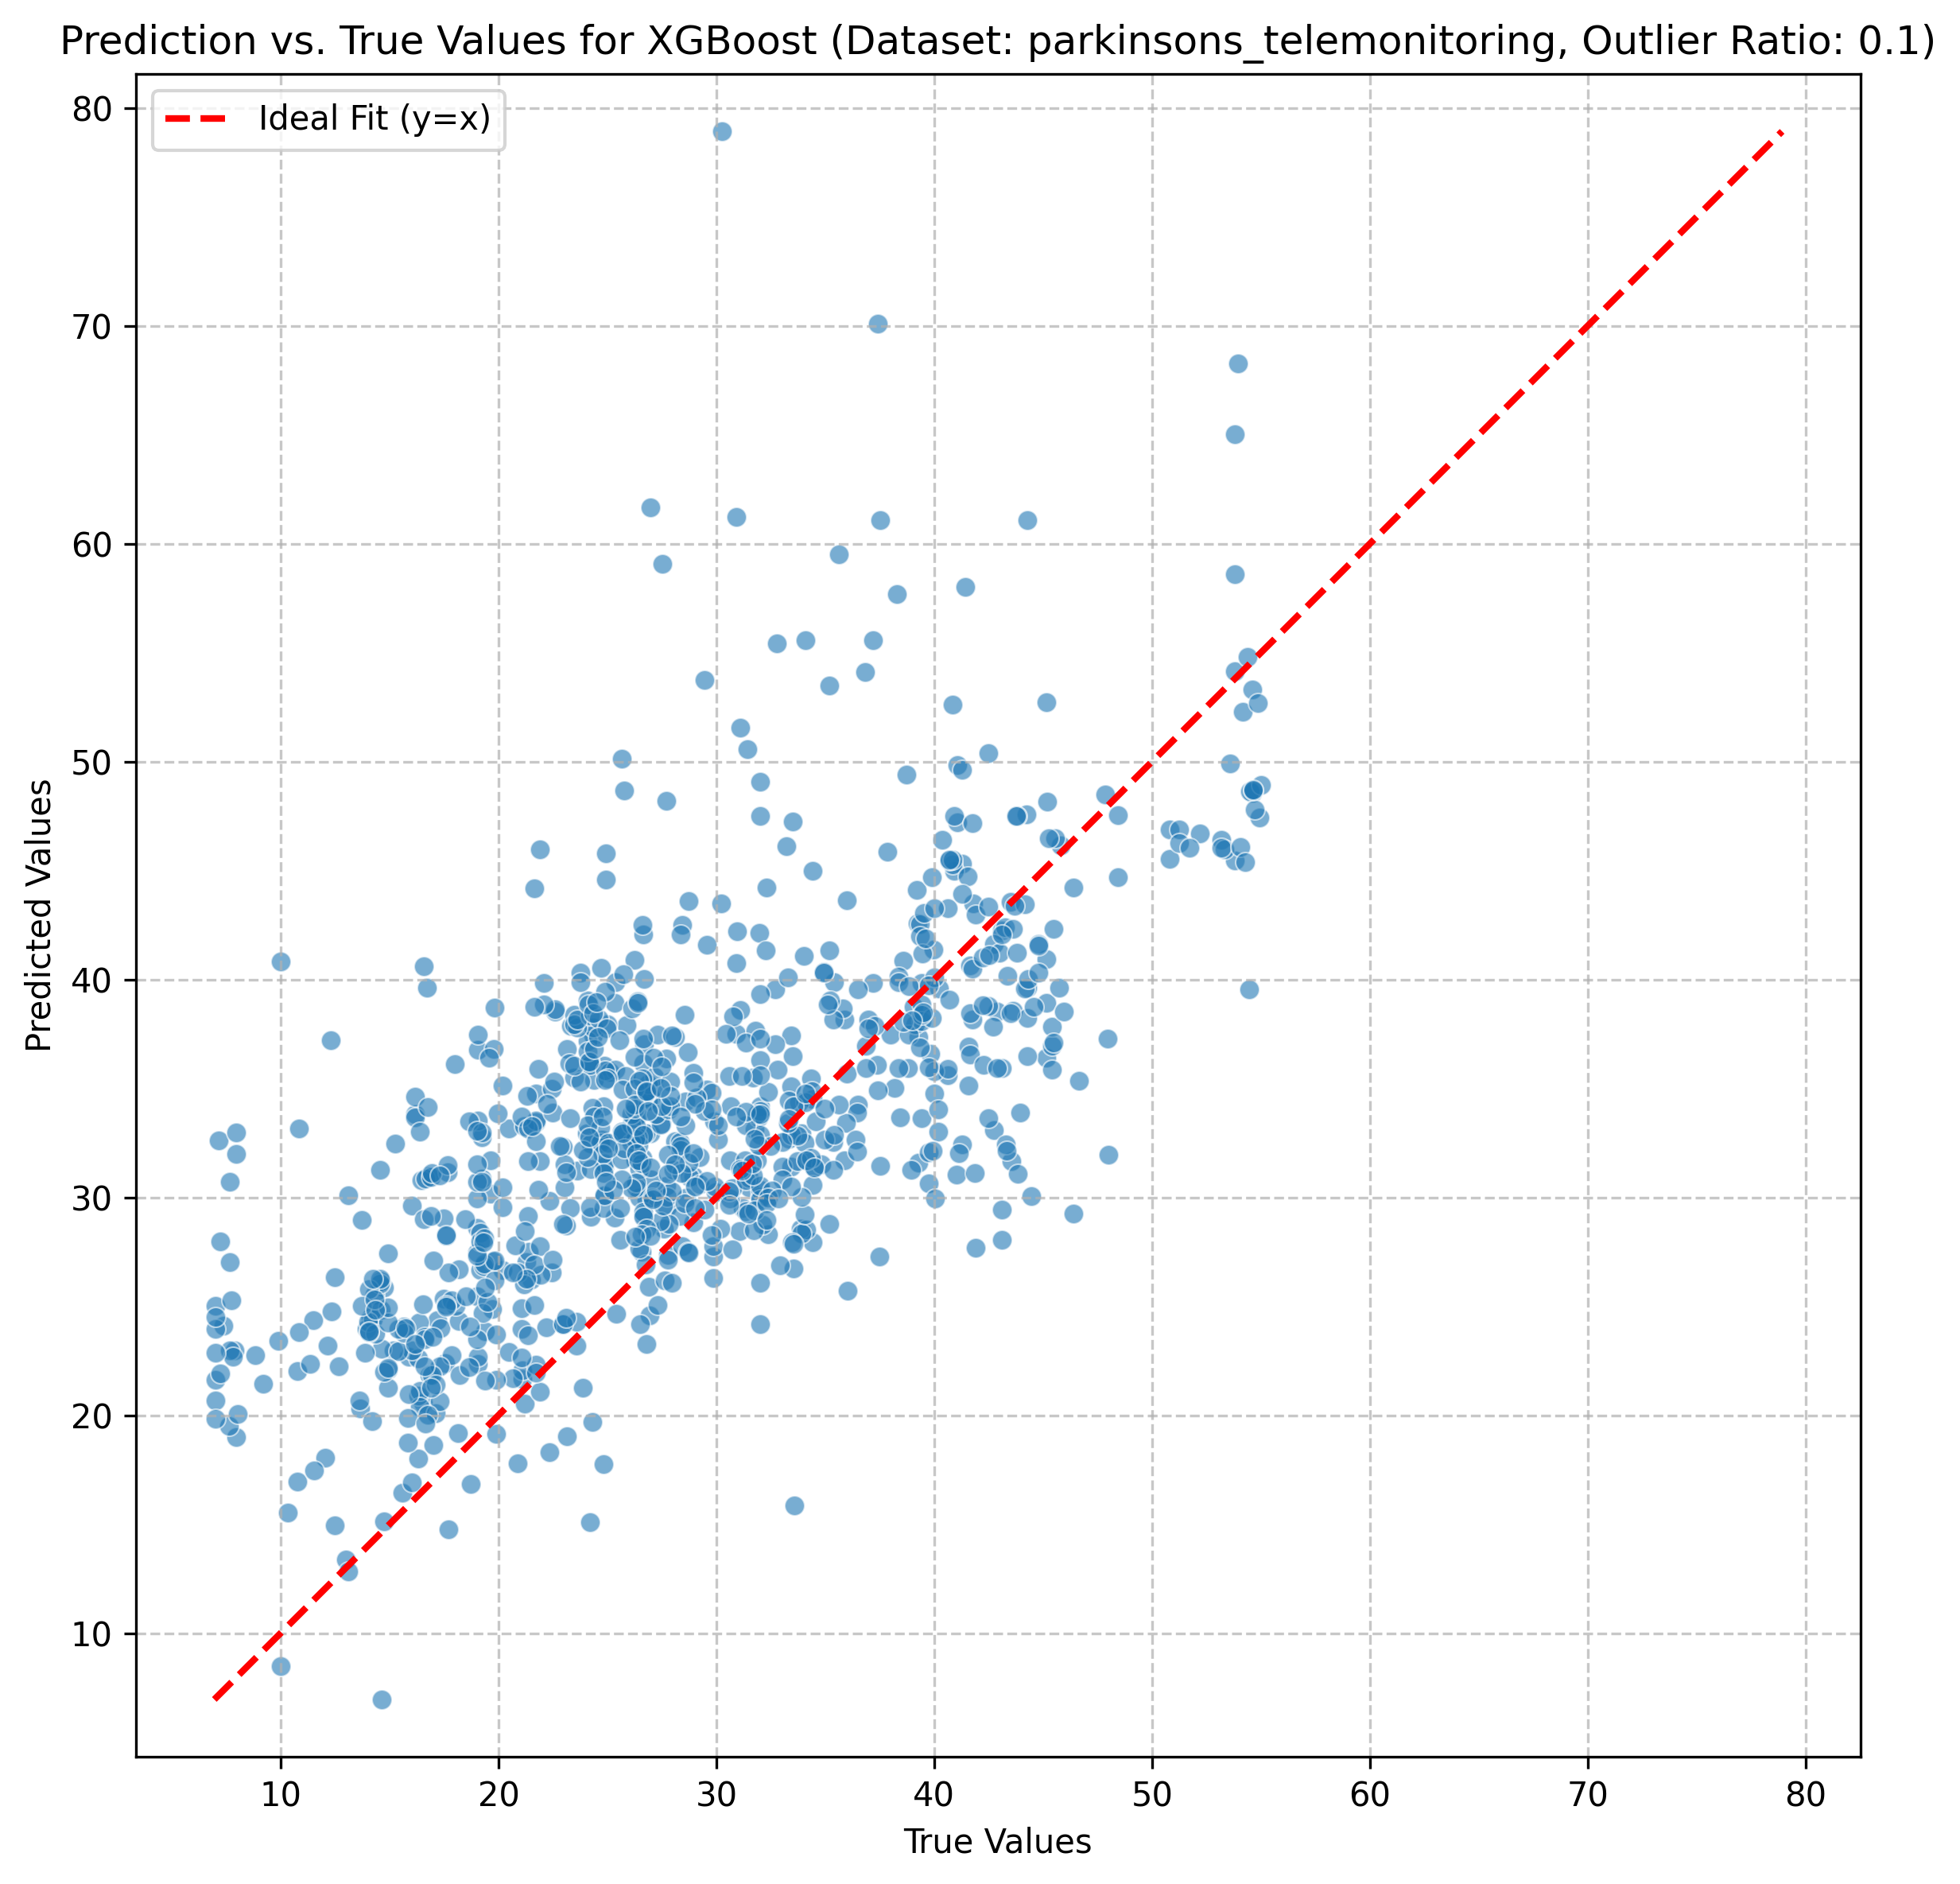 Prediction vs. True Values for XGBoost (Dataset: parkinsons_telemonitoring, Outlier Ratio: 0.1)
Ideal Fit (y=x)
80
70
60
50
40
30
20
10
Predicted Values
10 20 30 40 50 60 70 80
True Values